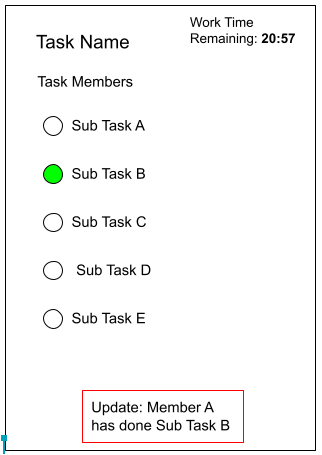 Work Time
Remaining: 20:57
Task Name
Task Members
Sub Task A
Sub Task B
Sub Task C
Sub Task D
Sub Task E
Update: Member A
has done Sub Task B